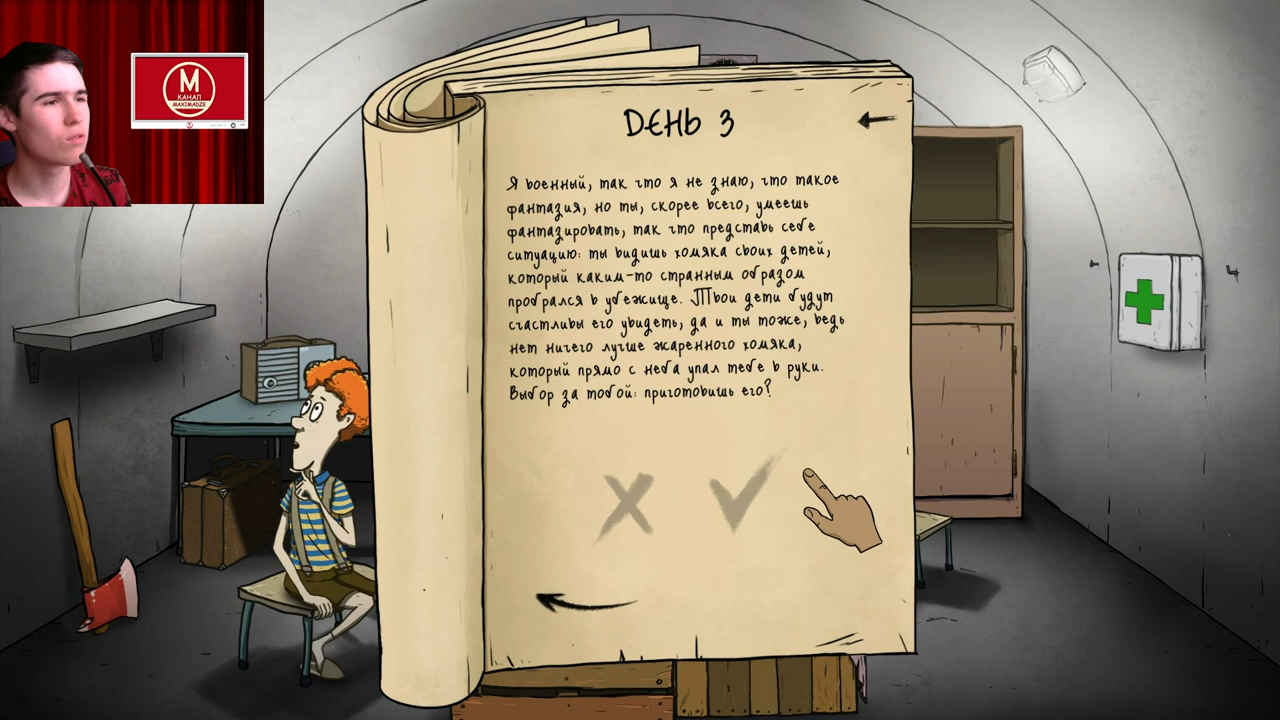 М
КАНАЛ
MAXIMADZE
ДЕНЬ 3
Я военный, так что я не знаю, что такое
фантазия, но ты, скорее всего, умеешь
фантазировать, так что представь себе
ситуацию: ты видишь хомяка своих детей,
который каким-то странным образом
пробрался в убежище. Твои дети будут
счастливы его увидеть, да и ты тоже, ведь
нет ничего лучше жаренного хомяка,
который прямо с неба упал тебе в руки.
Выбор за тобой: приготовишь его?